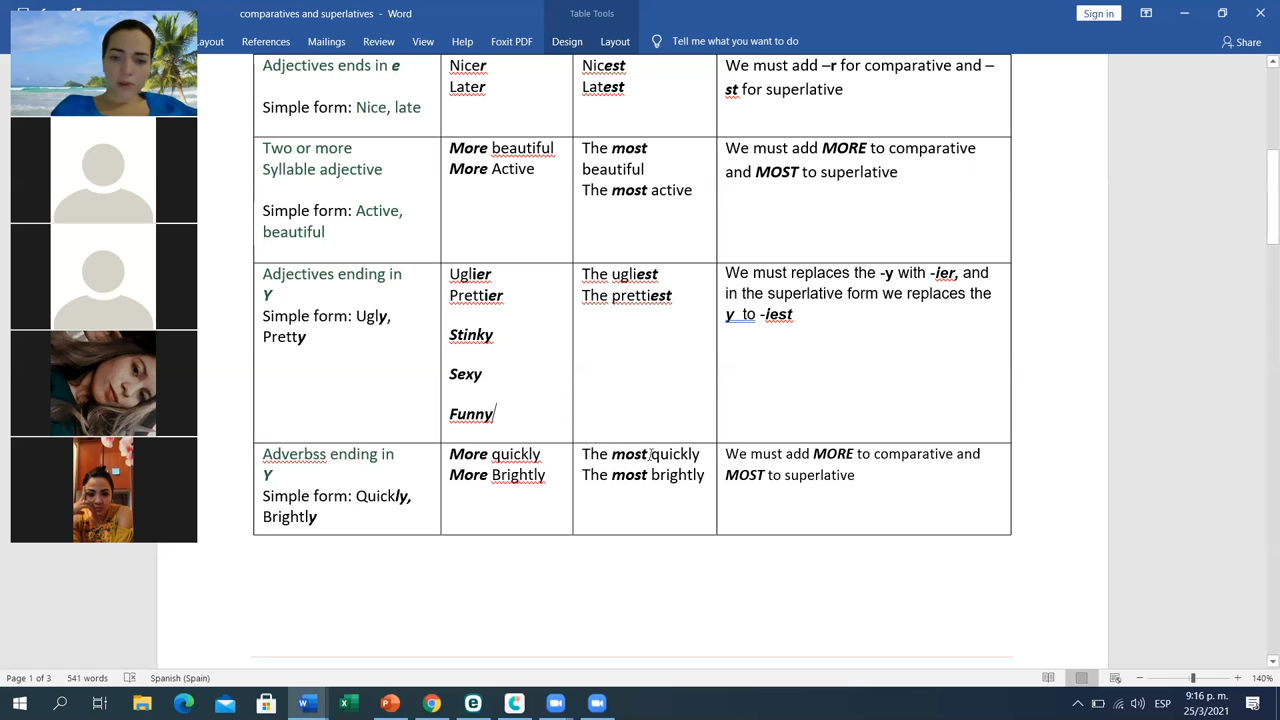 comparatives and superlatives - Word
Table Tools
Sign in
Layout
References
Mailings
Review
View
Help
Foxit PDF
Design
Layout
Tell me what you want to do
Share
Adjectives ends in e
Simple form: Nice, late
Nicer
Later
Nicest
Latest
We must add –r for comparative and –
st for superlative
Two or more
Syllable adjective
Simple form: Active,
beautiful
More beautiful
More Active
The most
beautiful
The most active
We must add MORE to comparative
and MOST to superlative
Adjectives ending in
Y
Simple form: Ugly,
Pretty
Uglier
Prettier
Stinky
Sexy
Funny
The ugliest
The prettiest
We must replaces the -y with -ier, and
in the superlative form we replaces the
y to -iest
Adverbss ending in
Y
Simple form: Quickly,
Brightly
More quickly
More Brightly
The most quickly
The most brightly
We must add MORE to comparative and
MOST to superlative
Page 1 of 3
541 words
Spanish (Spain)
140%
ESP
9:16 p. m.
25/3/2021